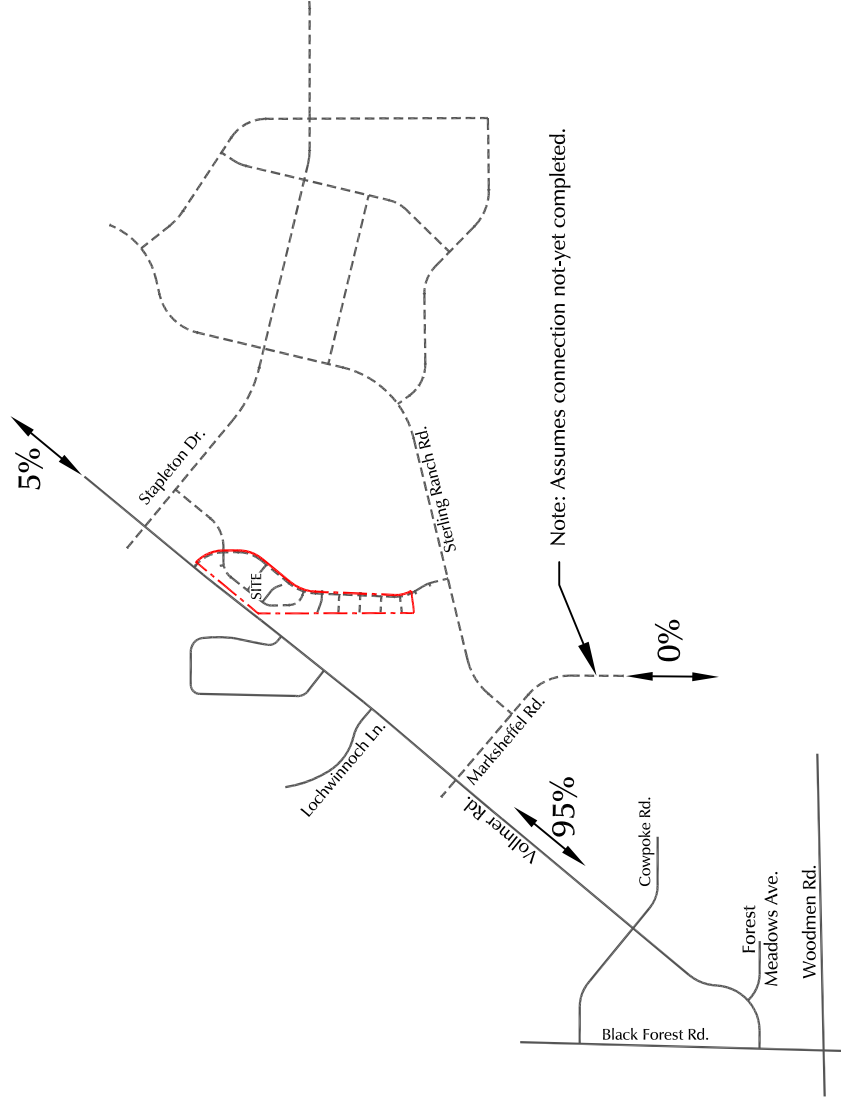 5%
Stapleton Dr.
SITE
Sterling Ranch Rd.
Note: Assumes connection not-yet completed.
0%
Marksheffel Rd.
Lochwinnoch Ln.
Vollmer Rd.
95%
Cowpoke Rd.
Forest
Meadows Ave.
Woodmen Rd.
Black Forest Rd.